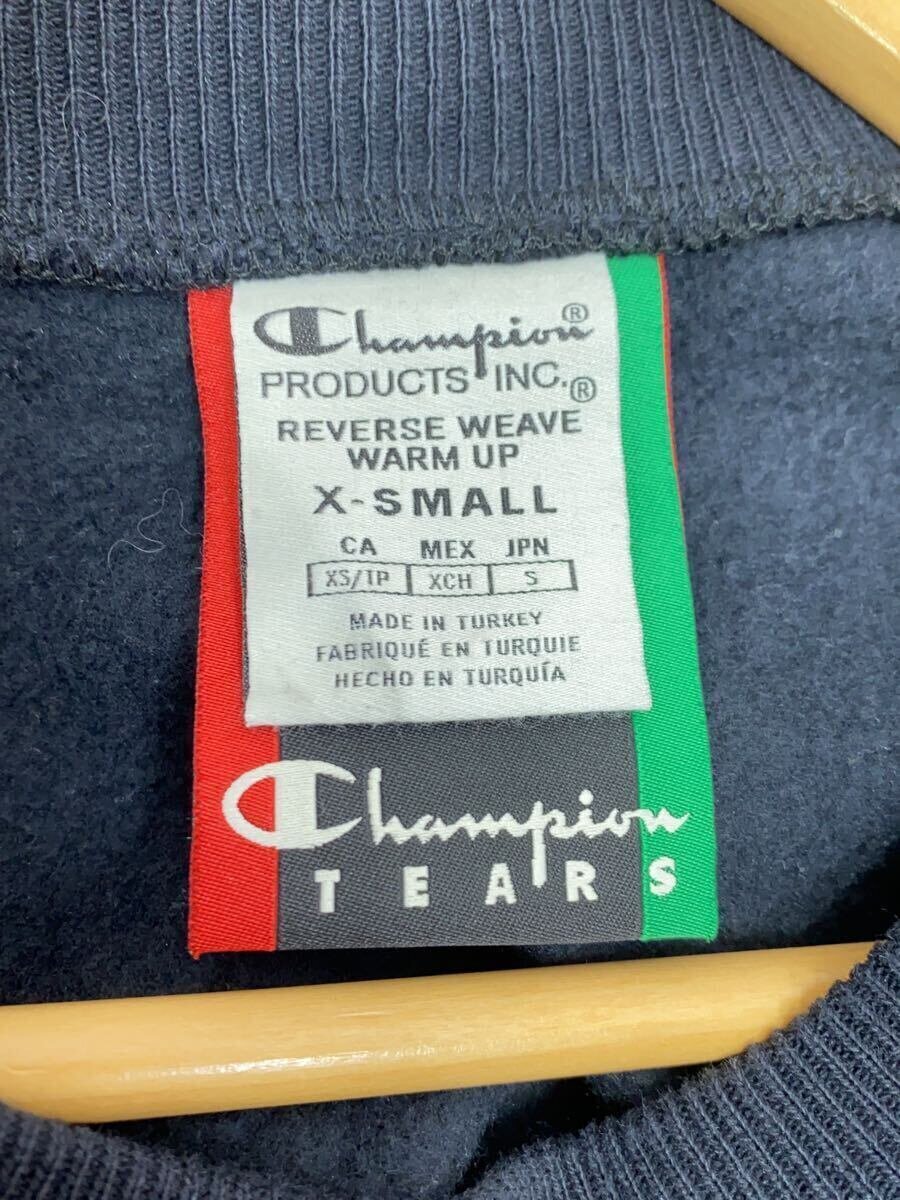 Champion®
PRODUCTS INC.®
REVERSE WEAVE
WARM UP
X-SMALL
CA MEX JPN
XS/TP XCH S
MADE IN TURKEY
FABRIQUÉ EN TURQUIE
HECHO EN TURQUÍA
Champion
TEARS